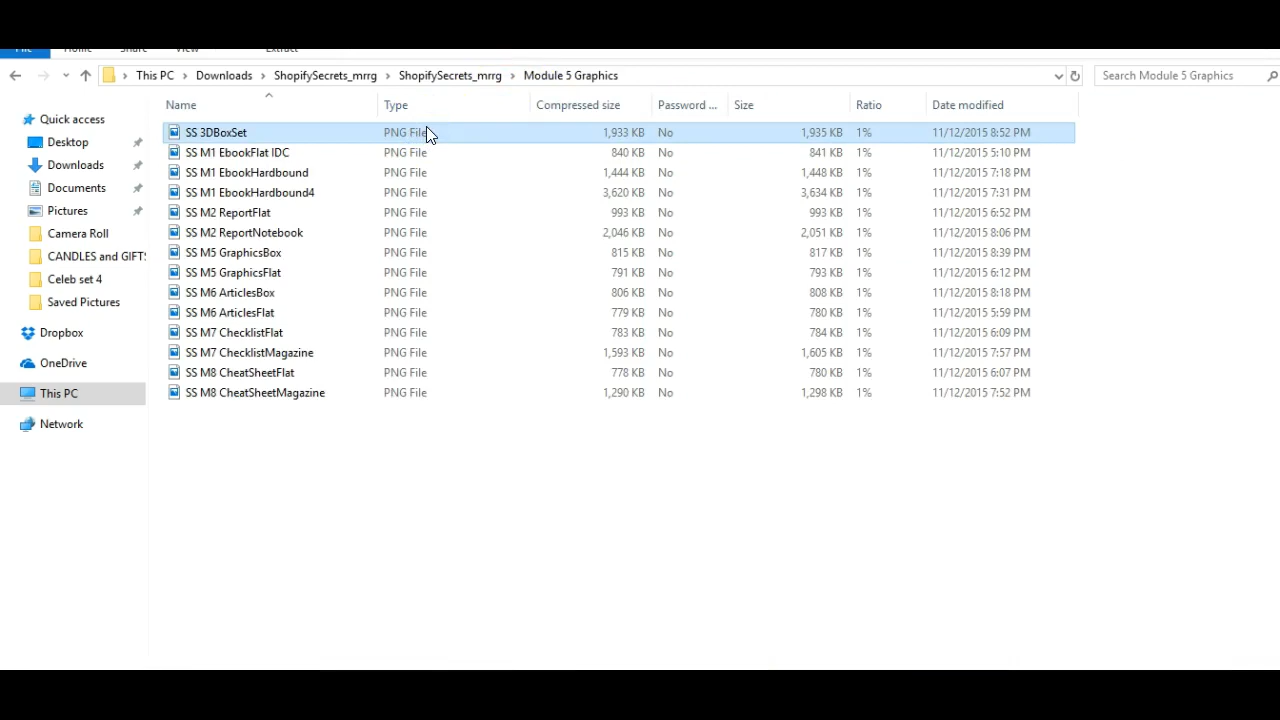 File Home Share View Extract
This PC > Downloads > ShopifySecrets_mrrg > ShopifySecrets_mrrg > Module 5 Graphics
Search Module 5 Graphics
Name Type Compressed size Password ... Size Ratio Date modified
Quick access
Desktop
Downloads
Documents
Pictures
Camera Roll
CANDLES and GIFTS
Celeb set 4
Saved Pictures
Dropbox
OneDrive
This PC
Network
SS 3DBoxSet PNG File 1,933 KB No 1,935 KB 1% 11/12/2015 8:52 PM
SS M1 EbookFlat IDC PNG File 840 KB No 841 KB 1% 11/12/2015 5:10 PM
SS M1 EbookHardbound PNG File 1,444 KB No 1,448 KB 1% 11/12/2015 7:18 PM
SS M1 EbookHardbound4 PNG File 3,620 KB No 3,634 KB 1% 11/12/2015 7:31 PM
SS M2 ReportFlat PNG File 993 KB No 993 KB 1% 11/12/2015 6:52 PM
SS M2 ReportNotebook PNG File 2,046 KB No 2,051 KB 1% 11/12/2015 8:06 PM
SS M5 GraphicsBox PNG File 815 KB No 817 KB 1% 11/12/2015 8:39 PM
SS M5 GraphicsFlat PNG File 791 KB No 793 KB 1% 11/12/2015 6:12 PM
SS M6 ArticlesBox PNG File 806 KB No 808 KB 1% 11/12/2015 8:18 PM
SS M6 ArticlesFlat PNG File 779 KB No 780 KB 1% 11/12/2015 5:59 PM
SS M7 ChecklistFlat PNG File 783 KB No 784 KB 1% 11/12/2015 6:09 PM
SS M7 ChecklistMagazine PNG File 1,593 KB No 1,605 KB 1% 11/12/2015 7:57 PM
SS M8 CheatSheetFlat PNG File 778 KB No 780 KB 1% 11/12/2015 6:07 PM
SS M8 CheatSheetMagazine PNG File 1,290 KB No 1,298 KB 1% 11/12/2015 7:52 PM